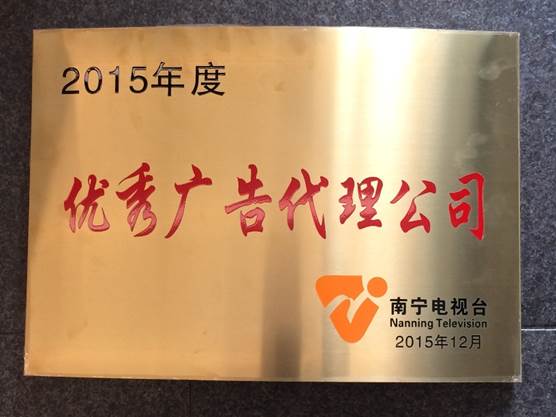 2015年度
优秀广告代理公司
南宁电视台
Nanning Television
2015年12月